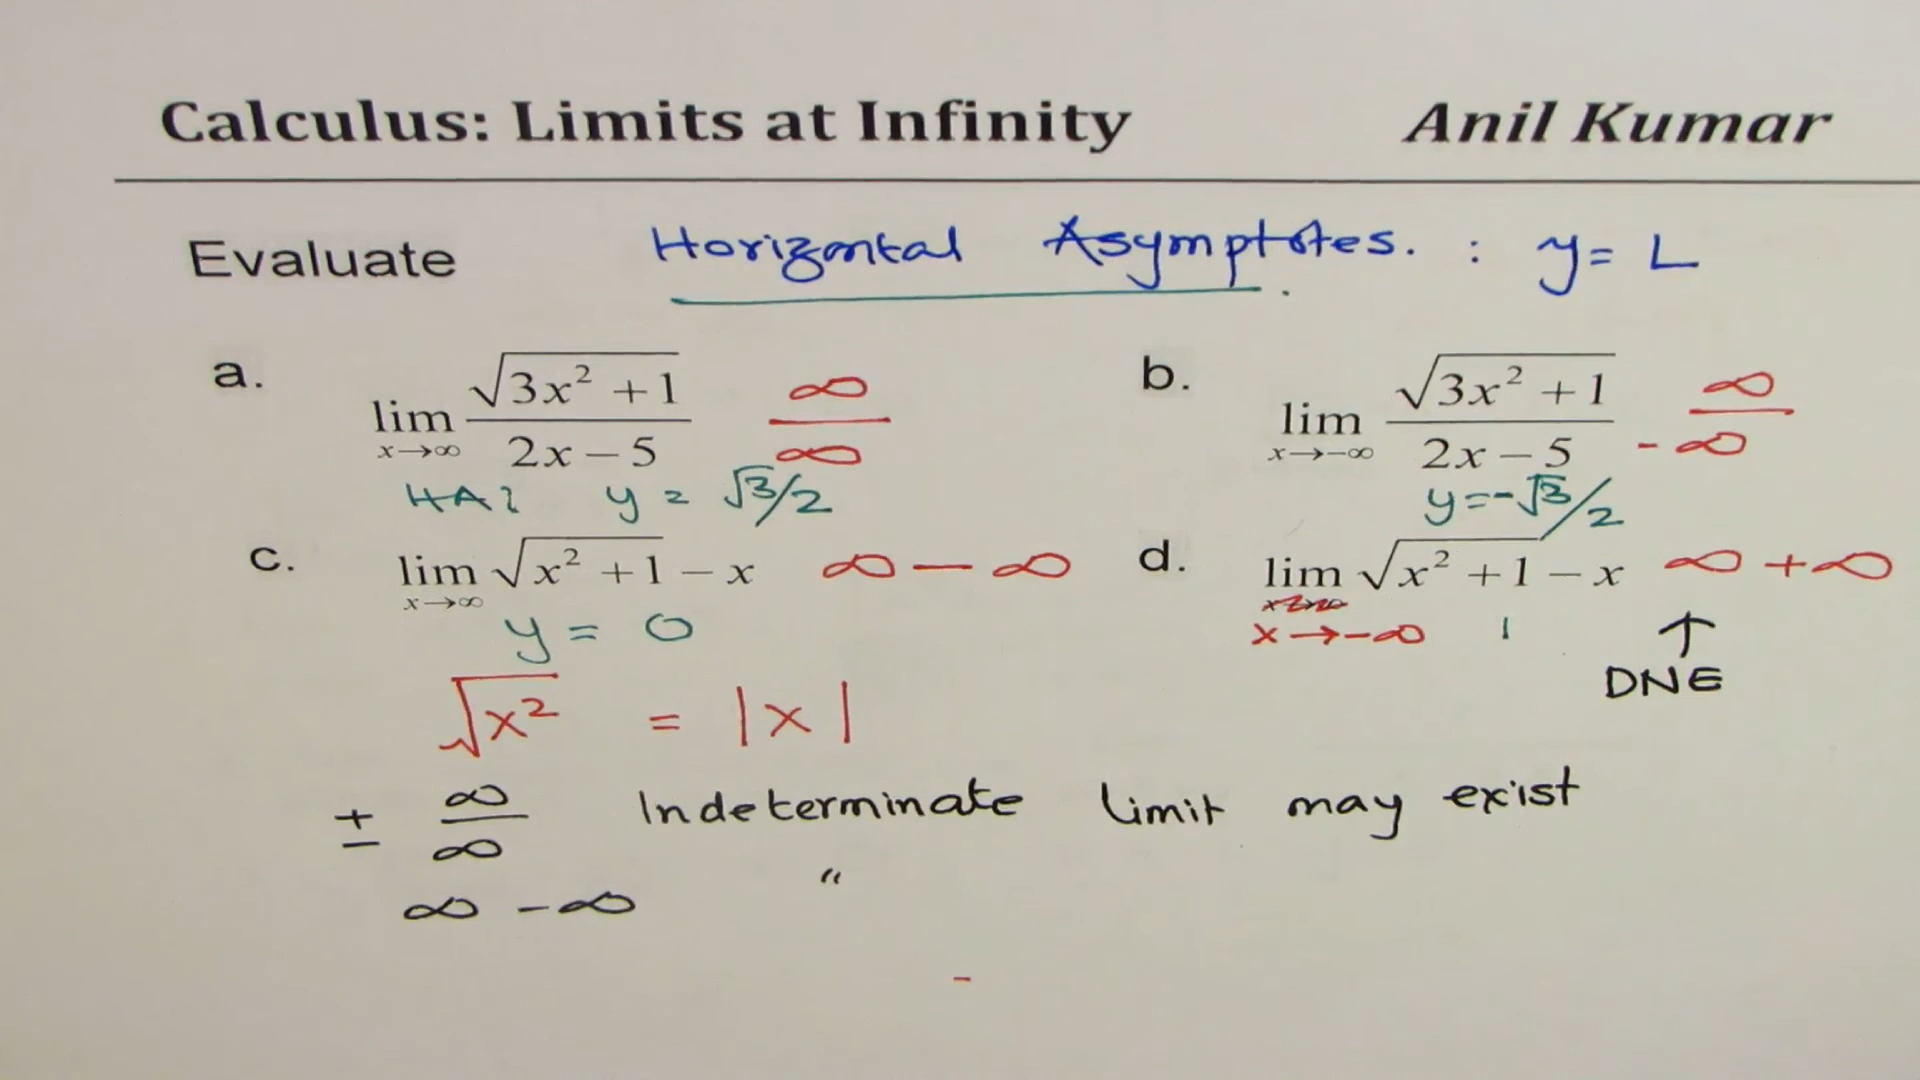 Calculus: Limits at Infinity Anil Kumar
Evaluate Horizontal Asymptotes. : y = L
a. lim x→∞ √(3x² + 1) / (2x − 5) ∞/∞
HA: y = √3/2
b. lim x→−∞ √(3x² + 1) / (2x − 5) ∞/−∞
y = −√3/2
c. lim x→∞ √(x² + 1) − x ∞ − ∞
y = 0
d. lim √(x² + 1) − x ∞ + ∞
x → −∞
↑
DNE
√x² = |x|
± ∞/∞ Indeterminate Limit may exist
∞ − ∞ "